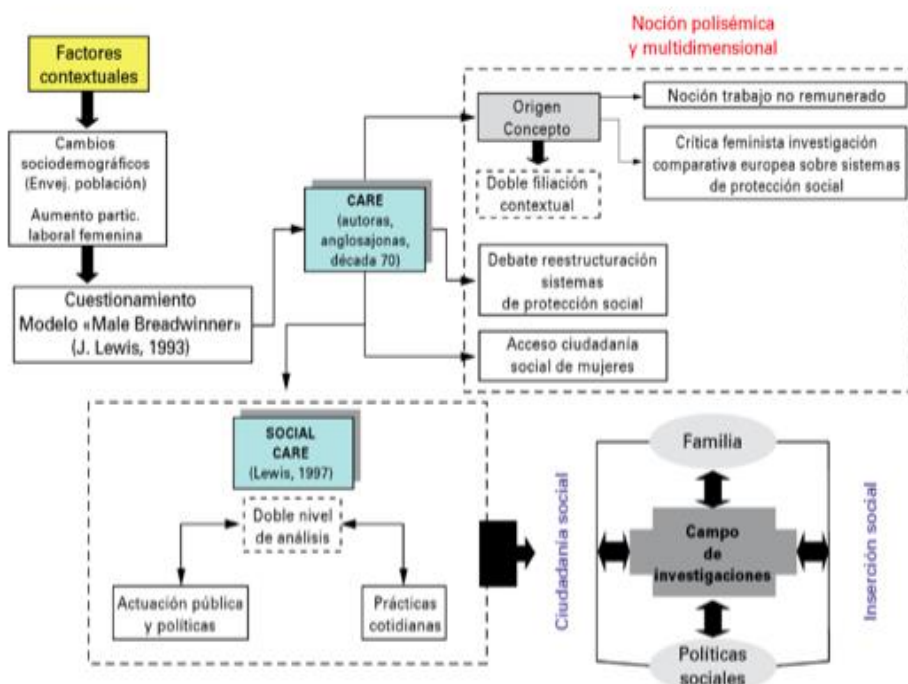 Noción polisémica
y multidimensional
Factores
contextuales
Cambios
sociodemográficos
(Envej. población)
Aumento partic.
laboral femenina
Cuestionamiento
Modelo «Male Breadwinner»
(J. Lewis, 1993)
CARE
(autoras,
anglosajonas,
década 70)
Origen
Concepto
Doble filiación
contextual
Noción trabajo no remunerado
Crítica feminista investigación
comparativa europea sobre sistemas
de protección social
Debate reestructuración
sistemas
de protección social
Acceso ciudadanía
social de mujeres
SOCIAL
CARE
(Lewis, 1997)
Doble nivel
de análisis
Actuación pública
y políticas
Prácticas
cotidianas
Ciudadanía social
Familia
Campo
de
investigaciones
Políticas
sociales
Inserción social